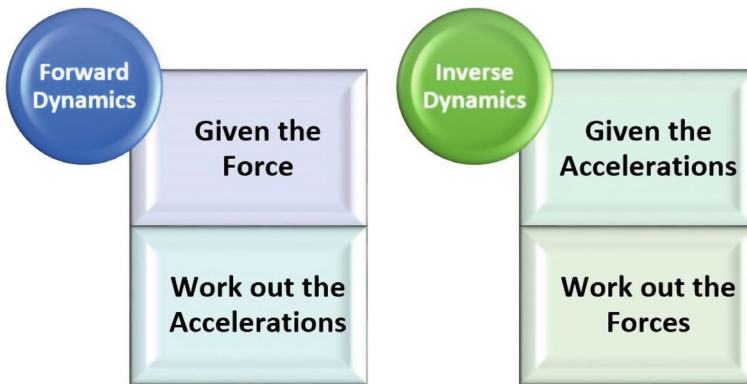 Forward
Dynamics
Given the
Force
Work out the
Accelerations
Inverse
Dynamics
Given the
Accelerations
Work out the
Forces